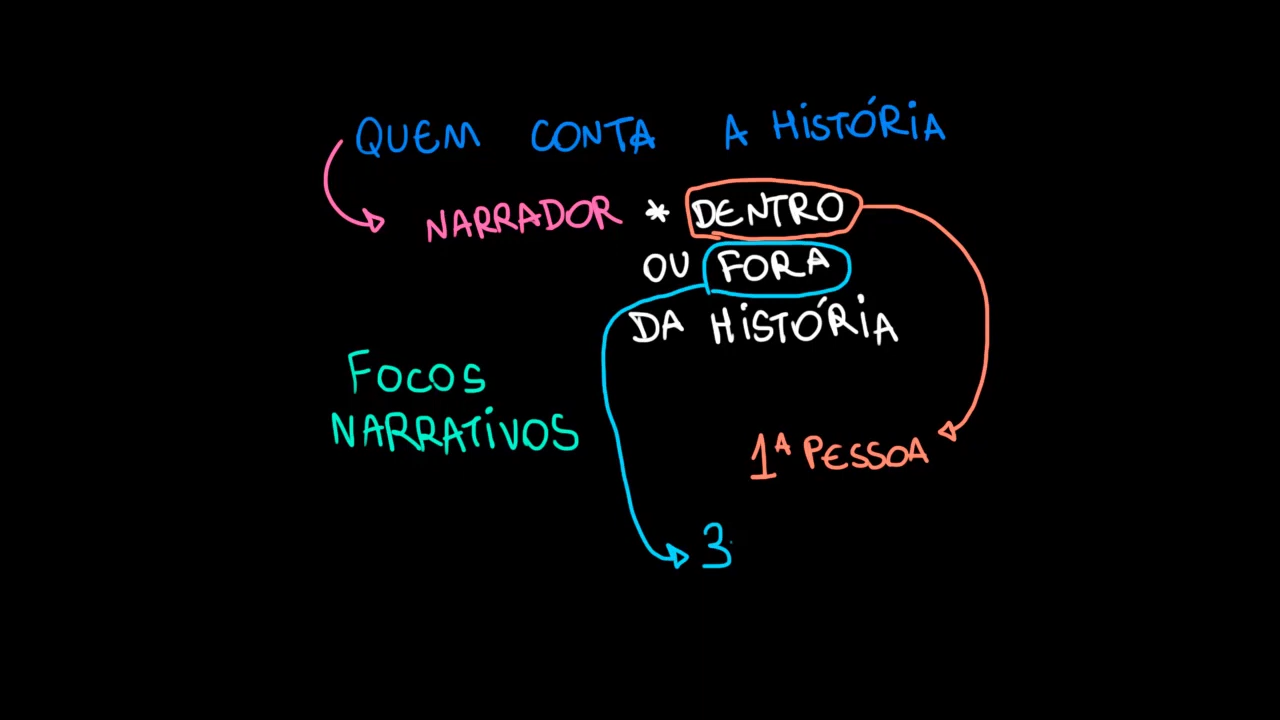 QUEM CONTA A HISTÓRIA
NARRADOR * DENTRO
OU FORA
DA HISTÓRIA
FOCOS
NARRATIVOS
1ª PESSOA
3